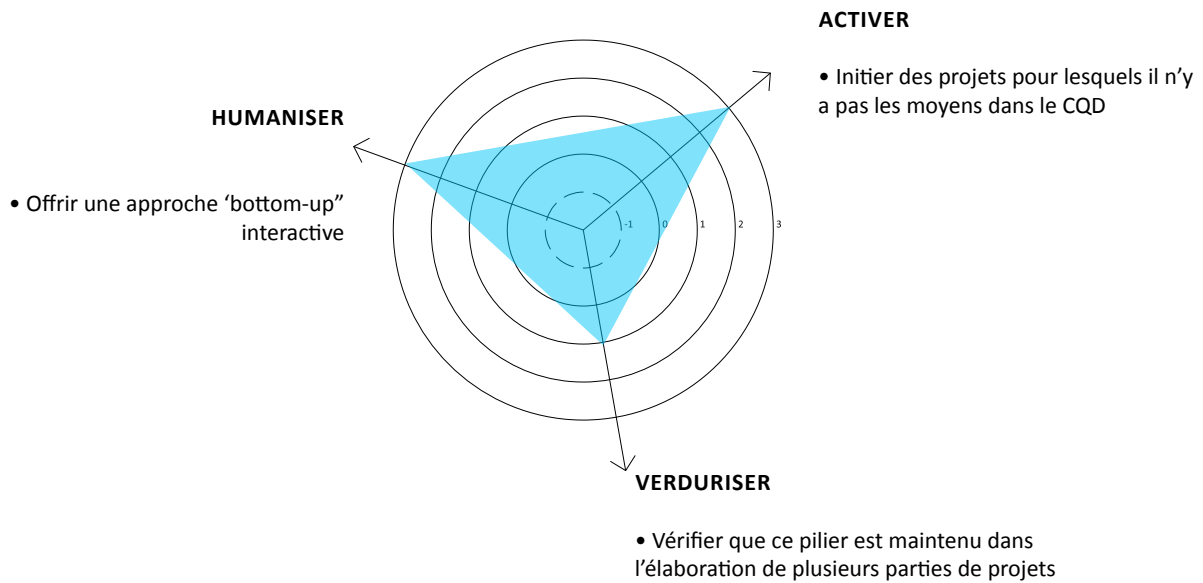 ACTIVER
• Initier des projets pour lesquels il n'y
a pas les moyens dans le CQD
HUMANISER
• Offrir une approche ‘bottom-up”
interactive
-1
0
1
2
3
VERDURISER
• Vérifier que ce pilier est maintenu dans
l’élaboration de plusieurs parties de projets